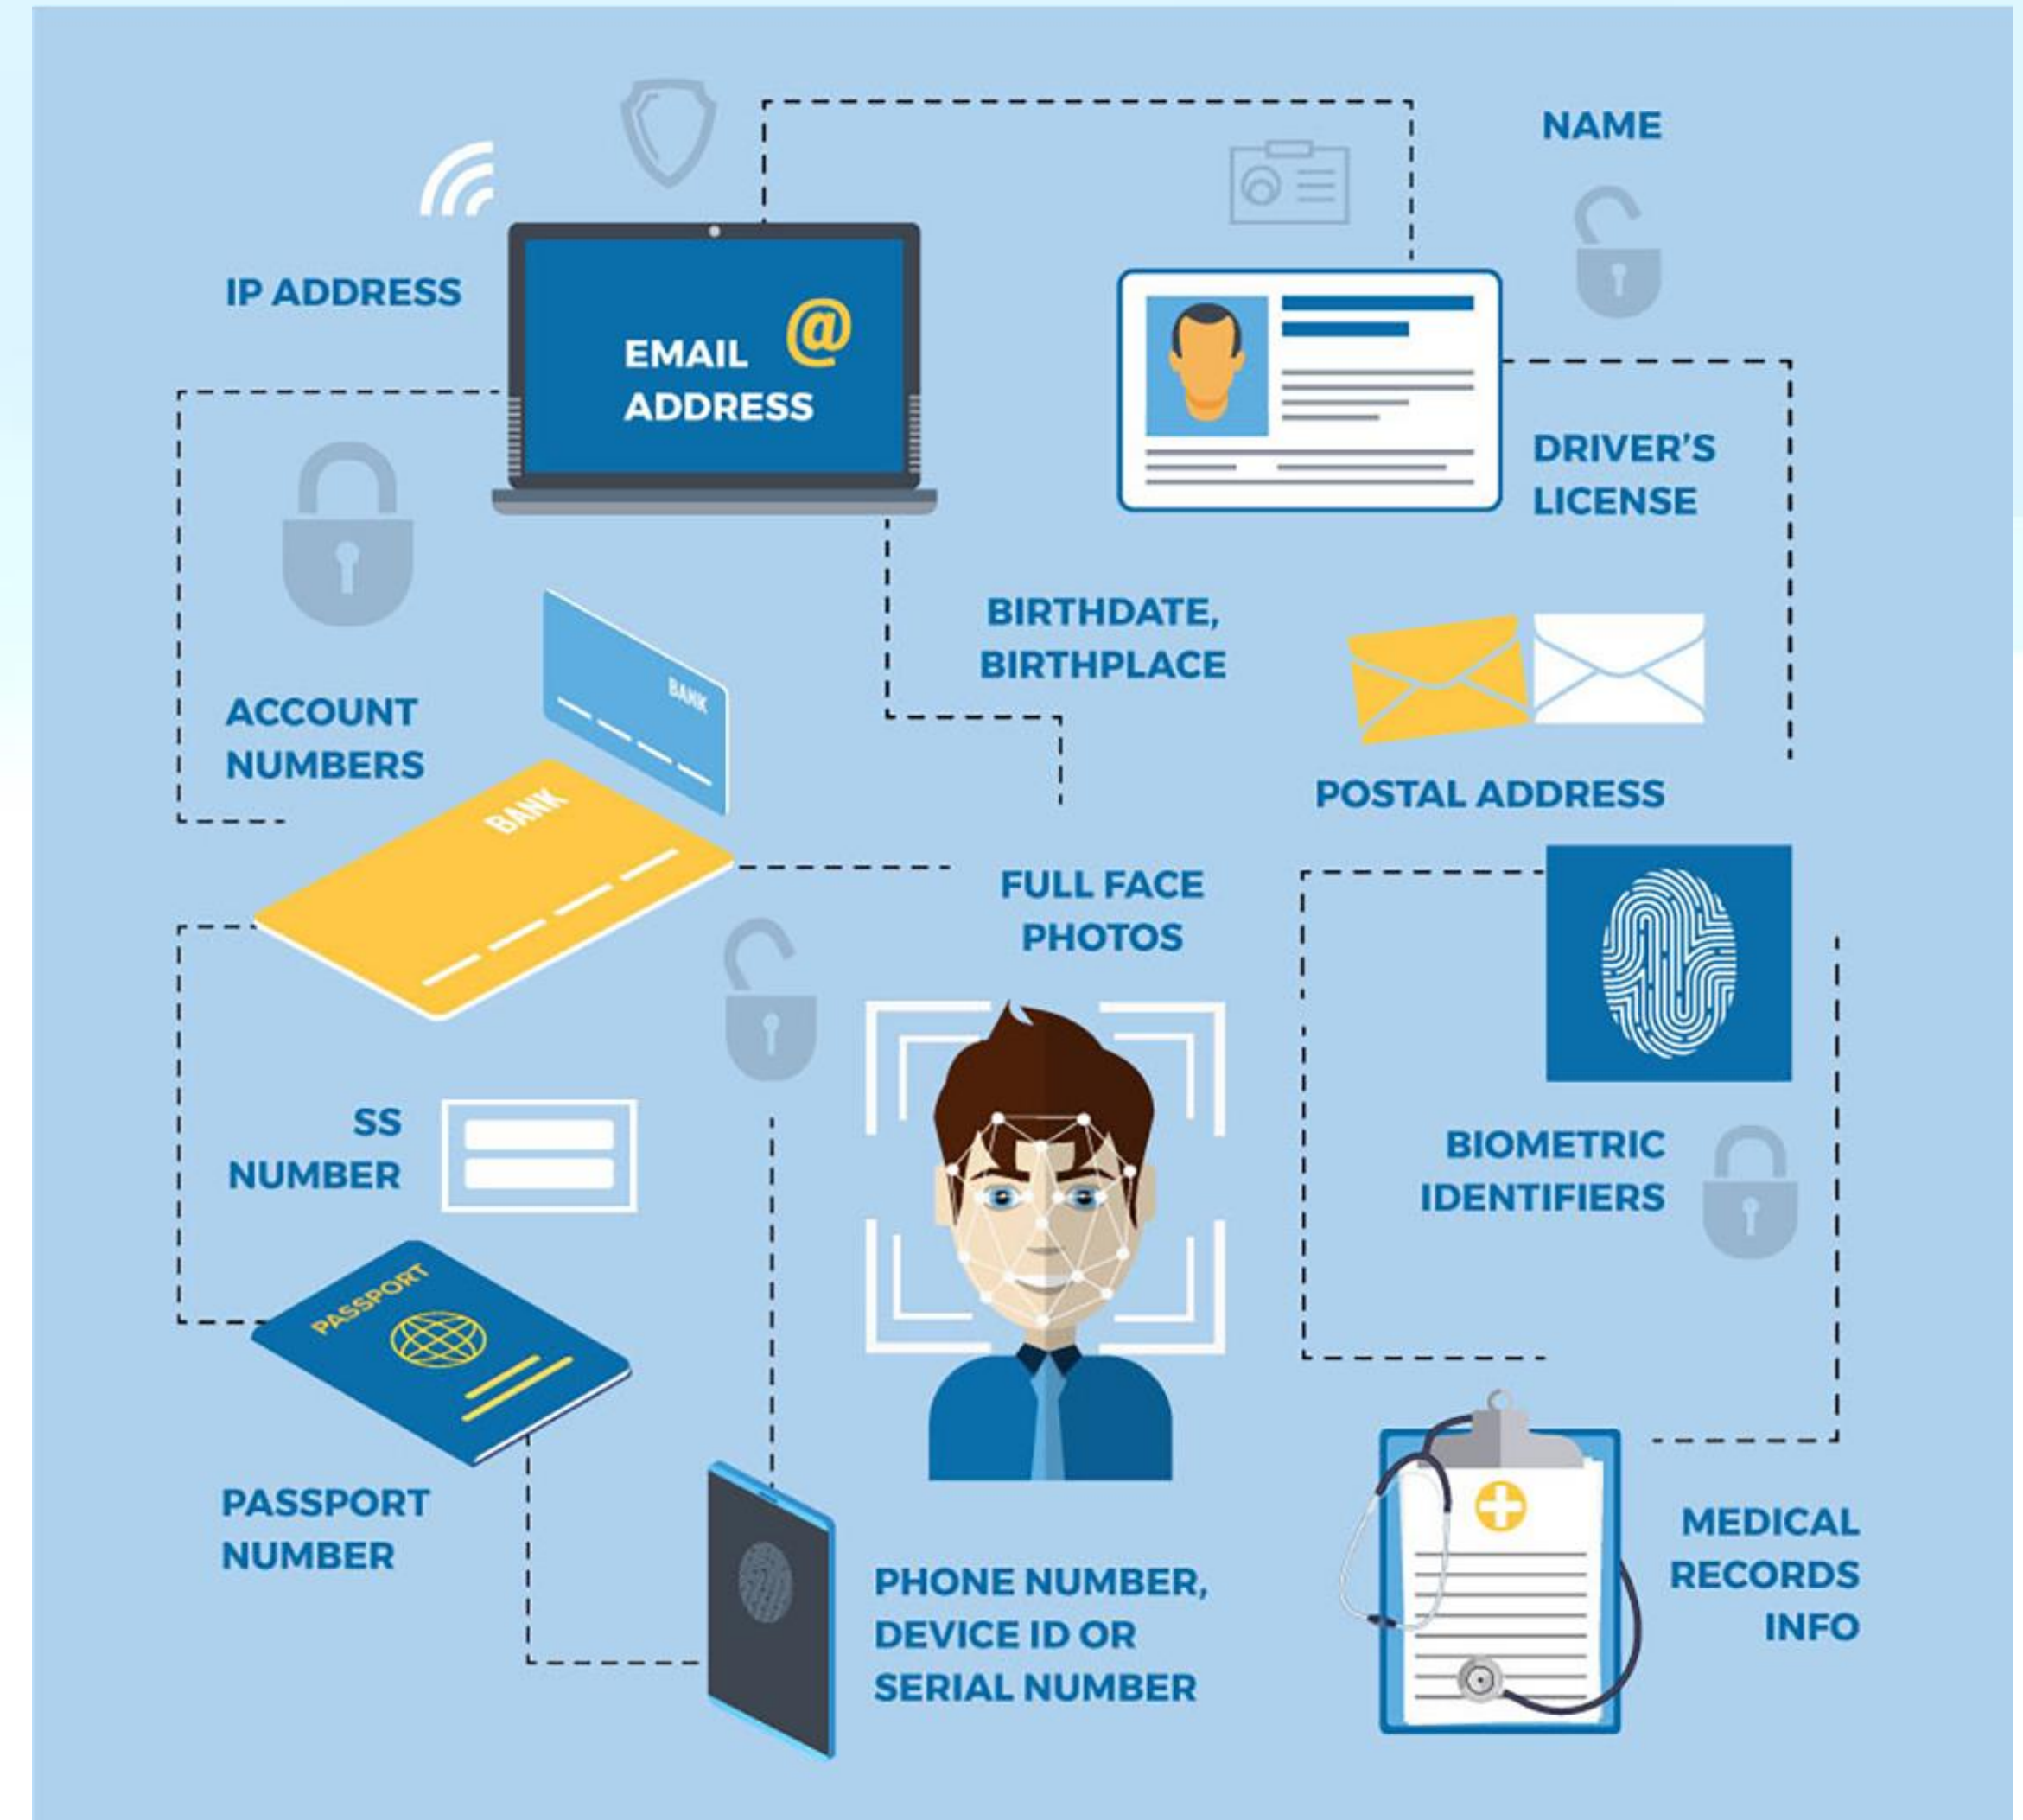 NAME
IP ADDRESS
EMAIL @
ADDRESS
DRIVER'S
LICENSE
BIRTHDATE,
BIRTHPLACE
BANK
ACCOUNT
NUMBERS
BANK
POSTAL ADDRESS
FULL FACE
PHOTOS
SS
NUMBER
BIOMETRIC
IDENTIFIERS
PASSPORT
PASSPORT
NUMBER
PHONE NUMBER,
DEVICE ID OR
SERIAL NUMBER
MEDICAL
RECORDS
INFO